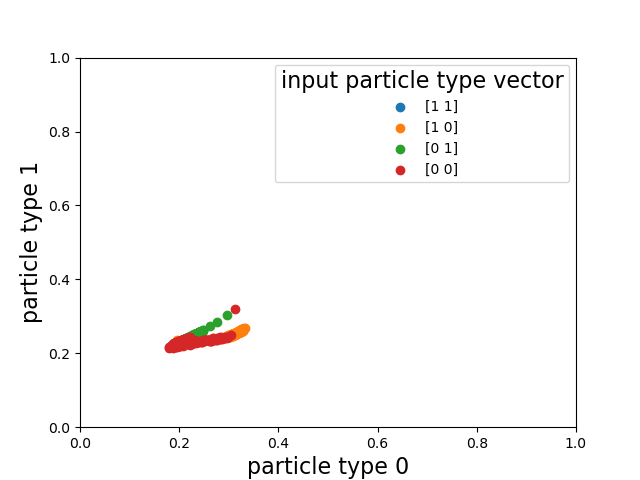 input particle type vector
[1 1]
[1 0]
[0 1]
[0 0]
particle type 1
1.0
0.8
0.6
0.4
0.2
0.0
0.0 0.2 0.4 0.6 0.8 1.0
particle type 0